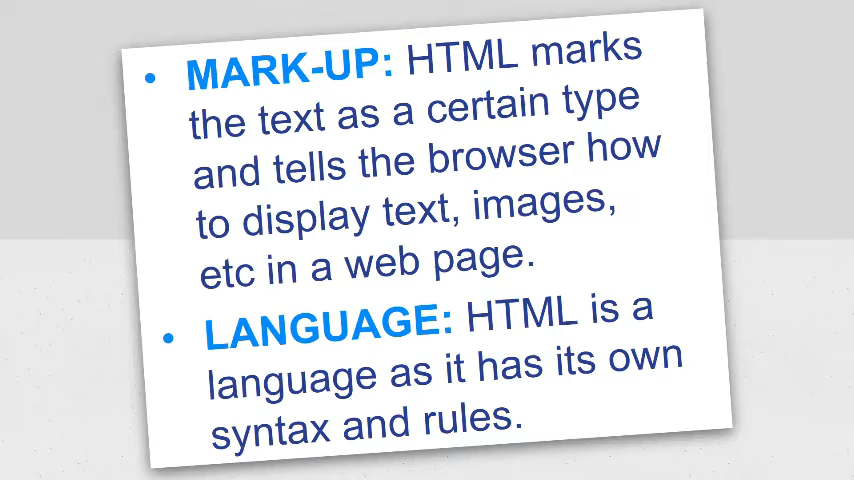 • MARK-UP: HTML marks
the text as a certain type
and tells the browser how
to display text, images,
etc in a web page.
• LANGUAGE: HTML is a
language as it has its own
syntax and rules.